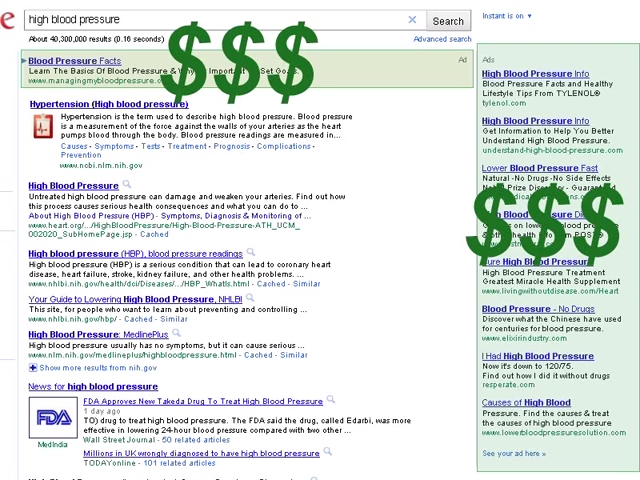 e
high blood pressure
Search
Instant is on
About 40,300,000 results (0.16 seconds)
Advanced search
$$$
Blood Pressure Facts
Ad
Learn The Basics Of Blood Pressure & Why Important Set Goals.
www.managingmybloodpressure.c
Hypertension (High blood pressure)
Hypertension is the term used to describe high blood pressure. Blood pressure
is a measurement of the force against the walls of your arteries as the heart
pumps blood through the body. Blood pressure readings are measured in...
Causes - Symptoms - Tests - Treatment - Prognosis - Complications -
Prevention
www.ncbi.nlm.nih.gov
High Blood Pressure
Untreated high blood pressure can damage and weaken your arteries. Find out how
this process causes serious health consequences and what you can do to ...
About High Blood Pressure (HBP) - Symptoms, Diagnosis & Monitoring of ...
www.heart.org/.../HighBloodPressure/High-Blood-Pressure-ATH_UCM_
002020_SubHomePage.jsp - Cached
High blood pressure (HBP), blood pressure readings
High blood pressure (HBP) is a serious condition that can lead to coronary heart
disease, heart failure, stroke, kidney failure, and other health problems. ...
www.nhlbi.nih.gov/health/dci/Diseases/.../HBP_WhatIs.html - Cached - Similar
Your Guide to Lowering High Blood Pressure, NHLBI
This site, for people who want to learn about preventing and controlling ...
www.nhlbi.nih.gov/hbp/ - Cached - Similar
High Blood Pressure: MedlinePlus
High blood pressure usually has no symptoms, but it can cause serious ...
www.nlm.nih.gov/medlineplus/highbloodpressure.html - Cached - Similar
Show more results from nih.gov
News for high blood pressure
FDA
MedIndia
FDA Approves New Takeda Drug To Treat High Blood Pressure
1 day ago
TO) drug to treat high blood pressure. The FDA said the drug, called Edarbi, was more
effective in lowering 24-hour blood pressure compared with two other ...
Wall Street Journal - 50 related articles
Millions in UK wrongly diagnosed to have high blood pressure
TODAYonline - 101 related articles
Ads
High Blood Pressure Info
Blood Pressure Facts and Healthy
Lifestyle Tips From TYLENOL®
tylenol.com
High Blood Pressure Info
Get Information to Help You Better
Understand High Blood Pressure.
understand-high-blood-pressure.com
Lower Blood Pressure Fast
Natural -No Drugs -No Side Effects
$$$
High Blood Pressure
High Blood Pressure Treatment
Greatest Miracle Health Supplement
www.livingwithoutdisease.com/Heart
Blood Pressure - No Drugs
Discover what the Chinese have used
for centuries for blood pressure.
www.elixirindustry.com
I Had High Blood Pressure
Now it's down to 120/75.
Find out how I did it without drugs
resperate.com
Causes of High Blood
Pressure. Find the causes & treat
the causes of high blood pressure
www.lowerbloodpressuresolution.com
See your ad here »